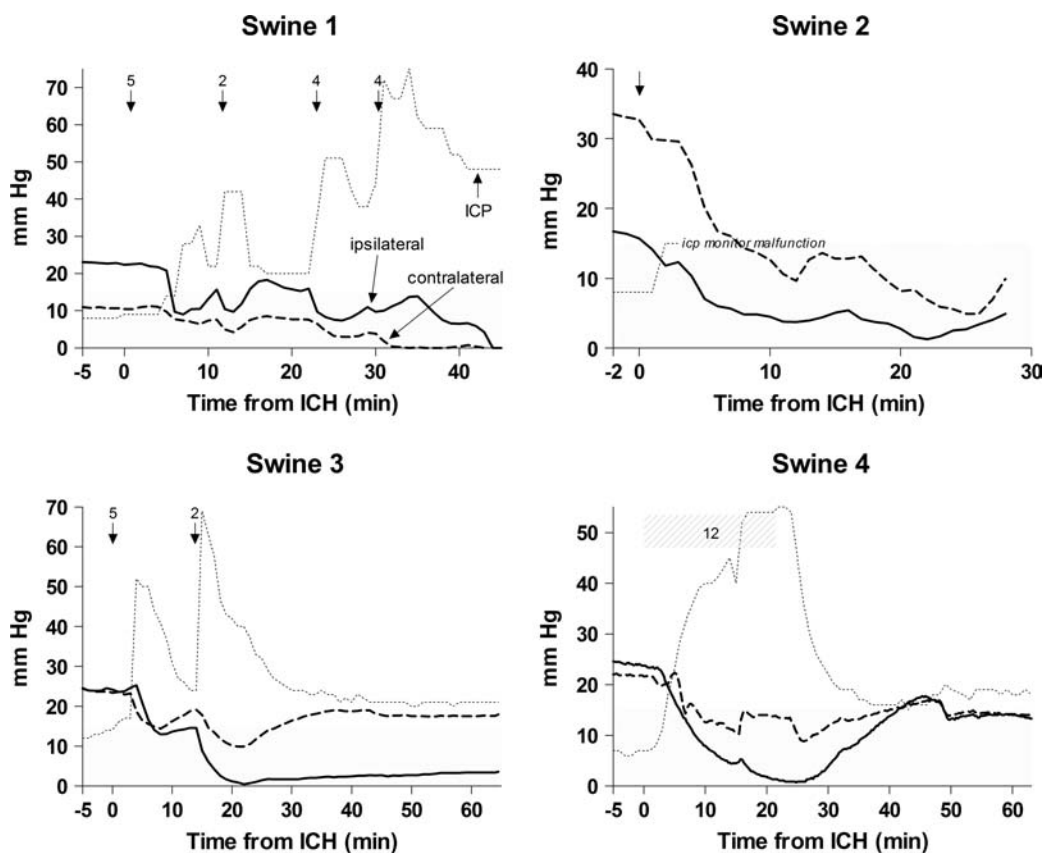 Swine 1
5 2 4 4
70
60
50
40
30
20
10
0
mm Hg
ICP
ipsilateral
contralateral
-5 0 10 20 30 40
Time from ICH (min)
Swine 2
40
30
20
10
0
mm Hg
icp monitor malfunction
-2 0 10 20 30
Time from ICH (min)
Swine 3
5 2
70
60
50
40
30
20
10
0
mm Hg
-5 0 10 20 30 40 50 60
Time from ICH (min)
Swine 4
12
50
40
30
20
10
0
mm Hg
-5 0 10 20 30 40 50 60
Time from ICH (min)